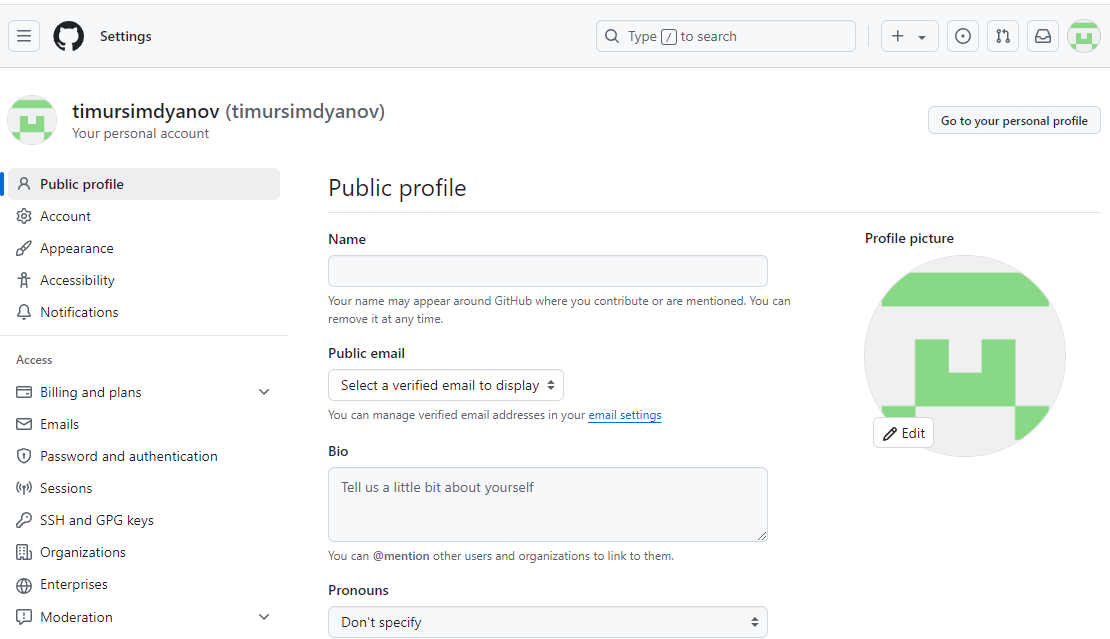 Settings
Type / to search
timursimdyanov (timursimdyanov)
Your personal account
Go to your personal profile
Public profile
Account
Appearance
Accessibility
Notifications
Access
Billing and plans
Emails
Password and authentication
Sessions
SSH and GPG keys
Organizations
Enterprises
Moderation
Public profile
Name
Your name may appear around GitHub where you contribute or are mentioned. You can
remove it at any time.
Public email
Select a verified email to display
You can manage verified email addresses in your email settings
Bio
Tell us a little bit about yourself
You can @mention other users and organizations to link to them.
Pronouns
Don't specify
Profile picture
Edit